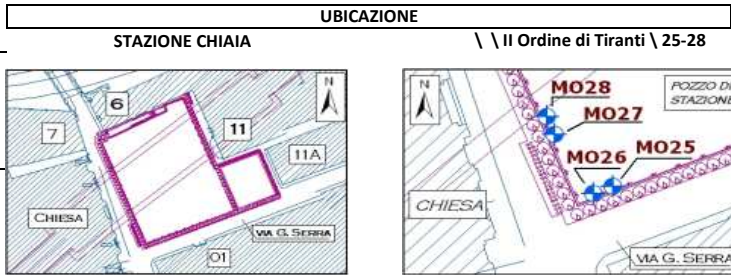 UBICAZIONE
STAZIONE CHIAIA
\ \ II Ordine di Tiranti \ 25-28
N
6
7
11
11A
CHIESA
VIA G. SERRA
01
N
MO28
MO27
POZZO DI
STAZIONE
MO26
MO25
CHIESA
VIA G. SERRA